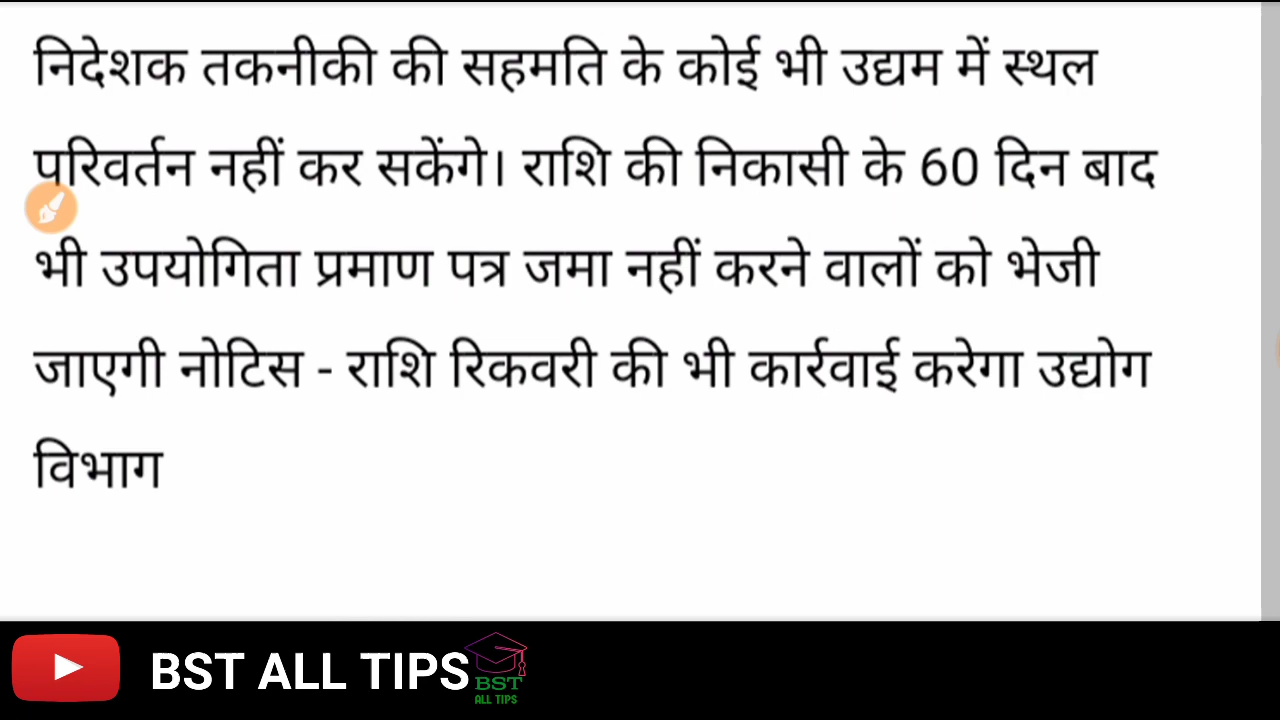 निदेशक तकनीकी की सहमति के कोई भी उद्यम में स्थल
परिवर्तन नहीं कर सकेंगे। राशि की निकासी के 60 दिन बाद
भी उपयोगिता प्रमाण पत्र जमा नहीं करने वालों को भेजी
जाएगी नोटिस - राशि रिकवरी की भी कार्रवाई करेगा उद्योग
विभाग
BST ALL TIPS
BST
ALL TIPS